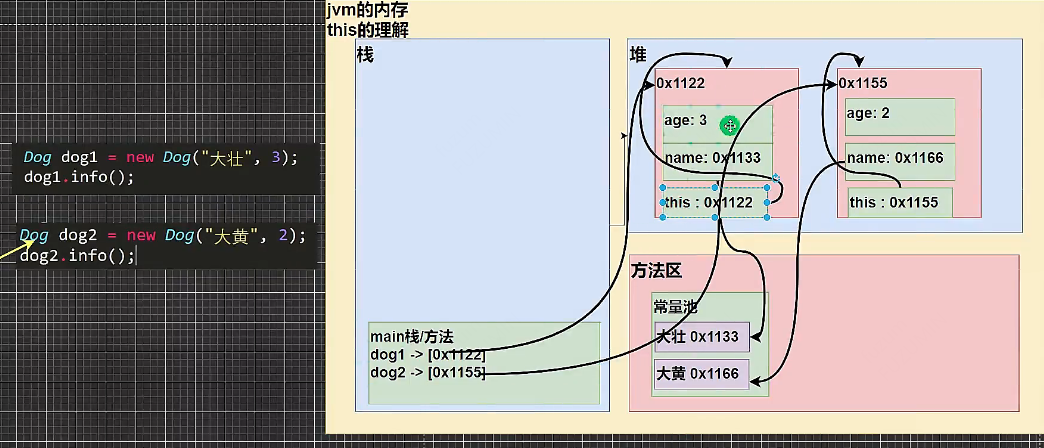 jvm的内存
this的理解
栈
堆
0x1122
age: 3
name: 0x1133
this : 0x1122
0x1155
age: 2
name: 0x1166
this : 0x1155
Dog dog1 = new Dog("大壮", 3);
dog1.info();
Dog dog2 = new Dog("大黄", 2);
dog2.info();
方法区
常量池
大壮 0x1133
大黄 0x1166
main栈/方法
dog1 -> [0x1122]
dog2 -> [0x1155]